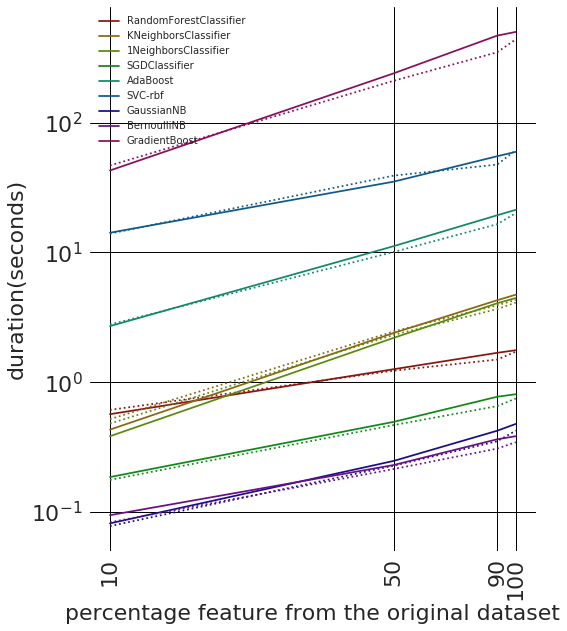 RandomForestClassifier
KNeighborsClassifier
1NeighborsClassifier
SGDClassifier
AdaBoost
SVC-rbf
GaussianNB
BernoulliNB
GradientBoost
duration(seconds)
10²
10¹
10⁰
10⁻¹
10
50
90
100
percentage feature from the original dataset